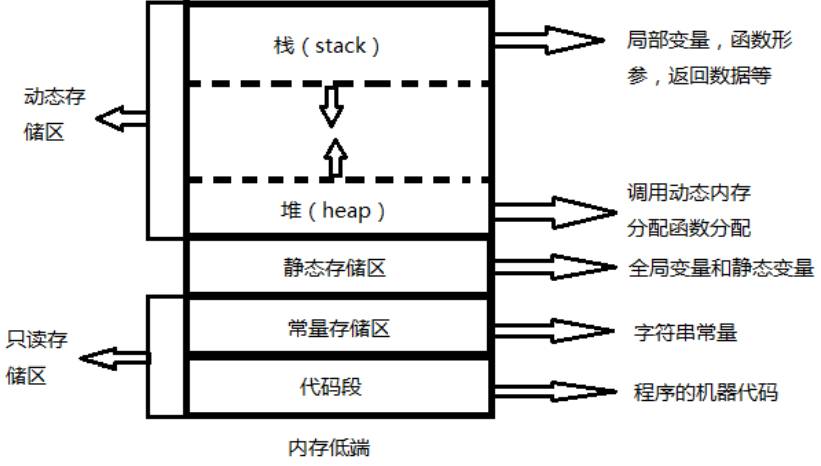 栈（stack）
局部变量，函数形
参，返回数据等
动态存
储区
堆（heap）
调用动态内存
分配函数分配
静态存储区
全局变量和静态变量
只读存
储区
常量存储区
字符串常量
代码段
程序的机器代码
内存低端